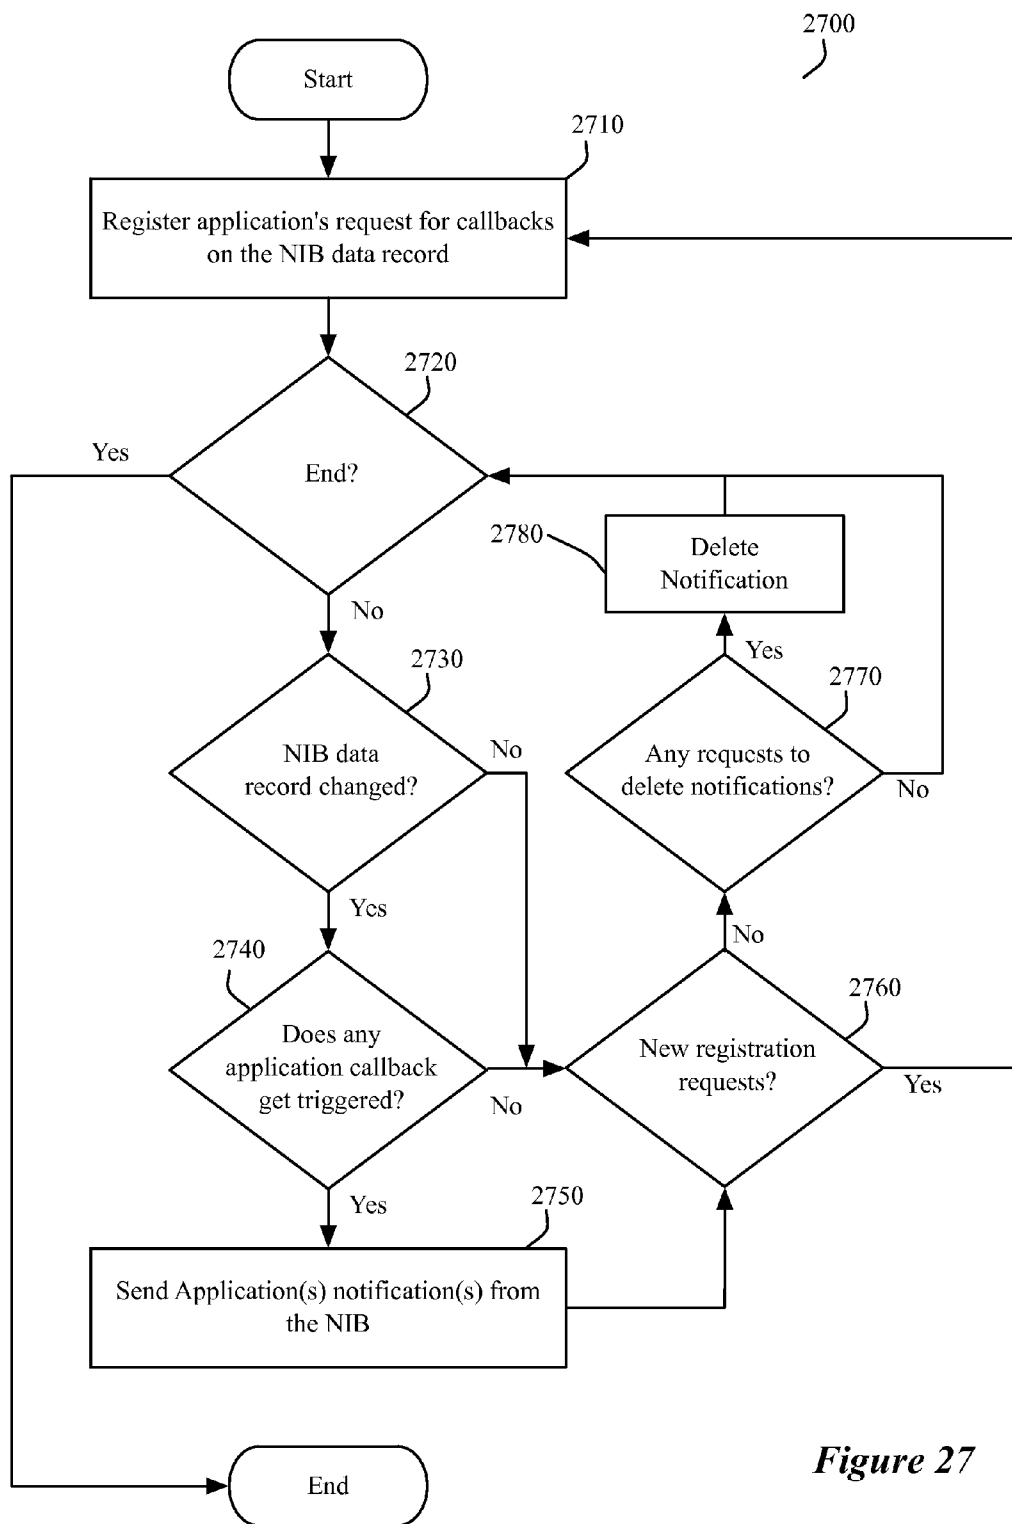 2700
Start
2710
Register application's request for callbacks
on the NIB data record
2720
Yes
End?
No
2780
Delete
Notification
Yes
2730
2770
NIB data
record changed?
No
Any requests to
delete notifications?
No
Yes
No
2740
2760
Does any
application callback
get triggered?
No
New registration
requests?
Yes
Yes
2750
Send Application(s) notification(s) from
the NIB
End
Figure 27